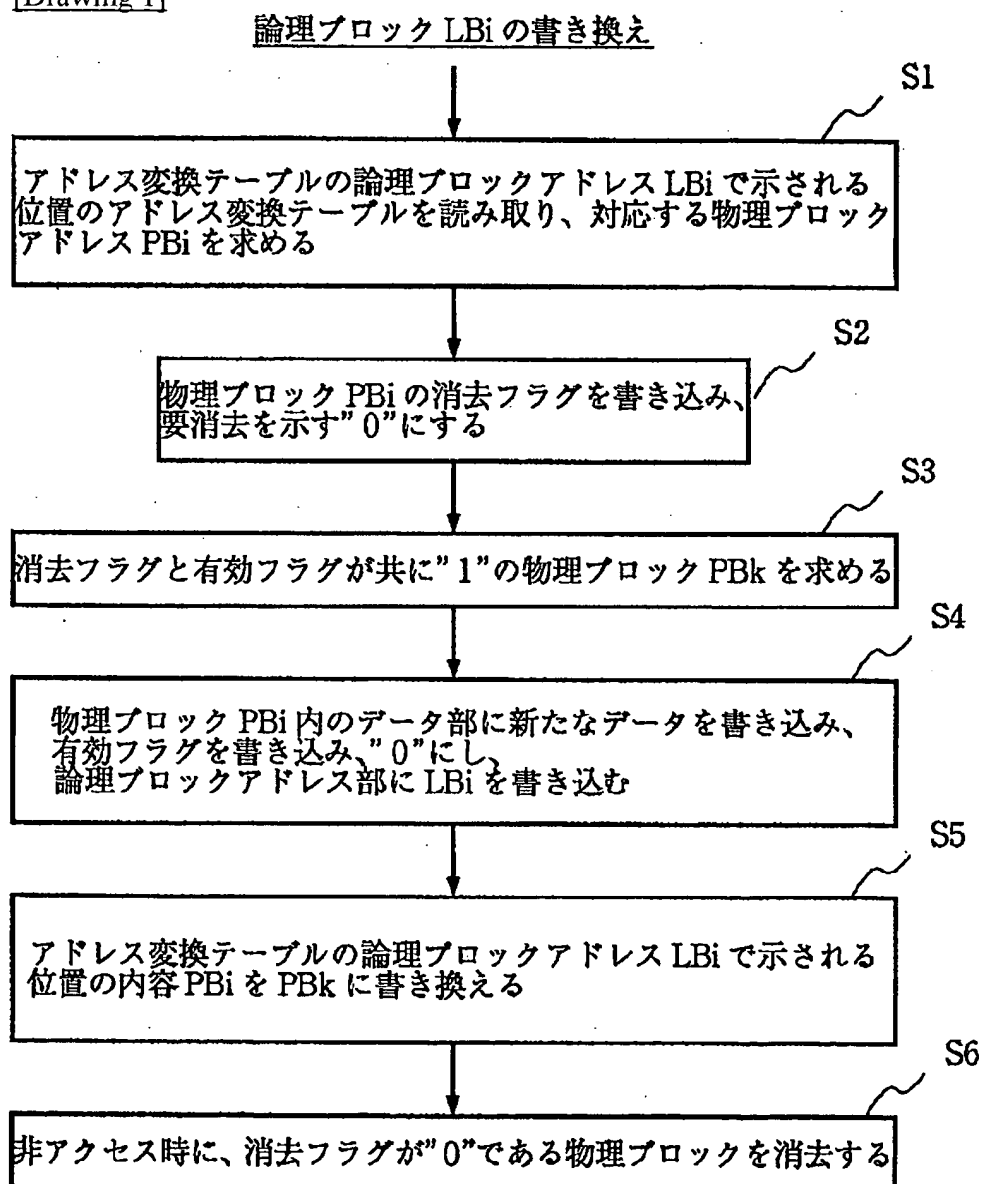 [Drawing 1]
論理ブロック LBi の書き換え
S1
アドレス変換テーブルの論理ブロックアドレス LBi で示される
位置のアドレス変換テーブルを読み取り、対応する物理ブロック
アドレス PBi を求める
S2
物理ブロック PBi の消去フラグを書き込み、
要消去を示す”0”にする
S3
消去フラグと有効フラグが共に”1”の物理ブロック PBk を求める
S4
物理ブロック PBi 内のデータ部に新たなデータを書き込み、
有効フラグを書き込み、”0”にし、
論理ブロックアドレス部に LBi を書き込む
S5
アドレス変換テーブルの論理ブロックアドレス LBi で示される
位置の内容 PBi を PBk に書き換える
S6
非アクセス時に、消去フラグが”0”である物理ブロックを消去する